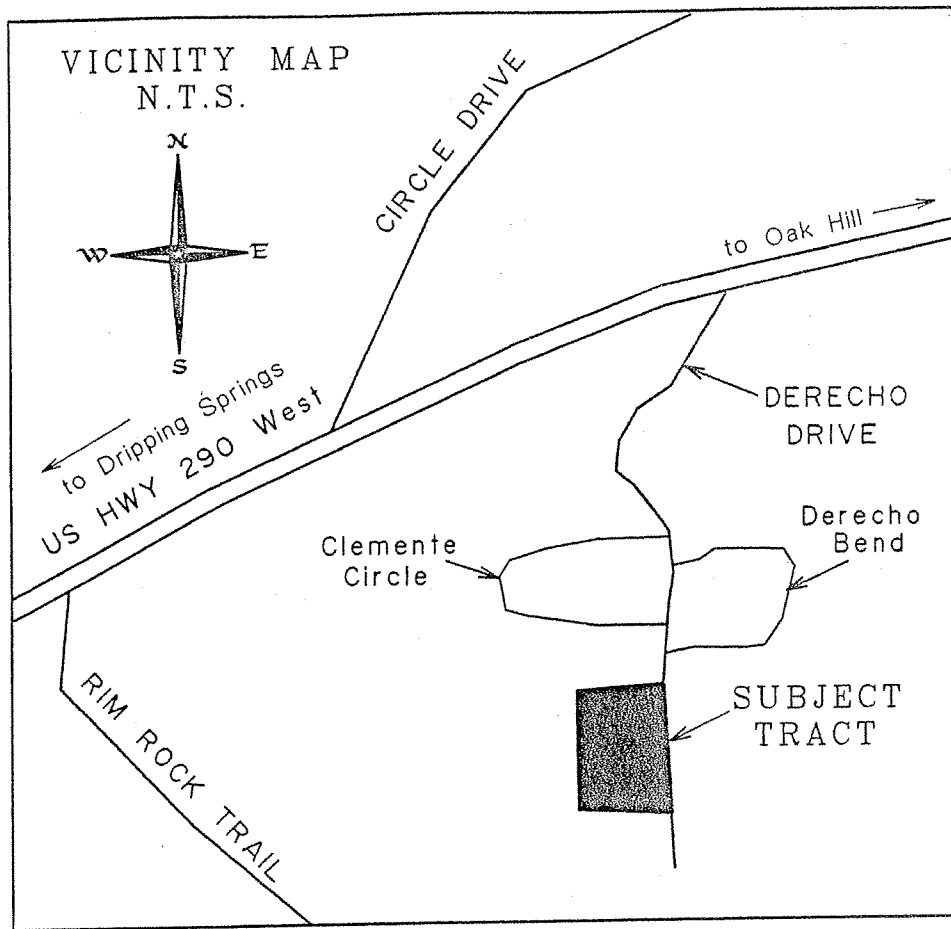 VICINITY MAP
N.T.S.
N
W
E
S
CIRCLE DRIVE
to Oak Hill
to Dripping Springs
US HWY 290 West
DERECHO
DRIVE
Clemente
Circle
Derecho
Bend
SUBJECT
TRACT
RIM ROCK TRAIL